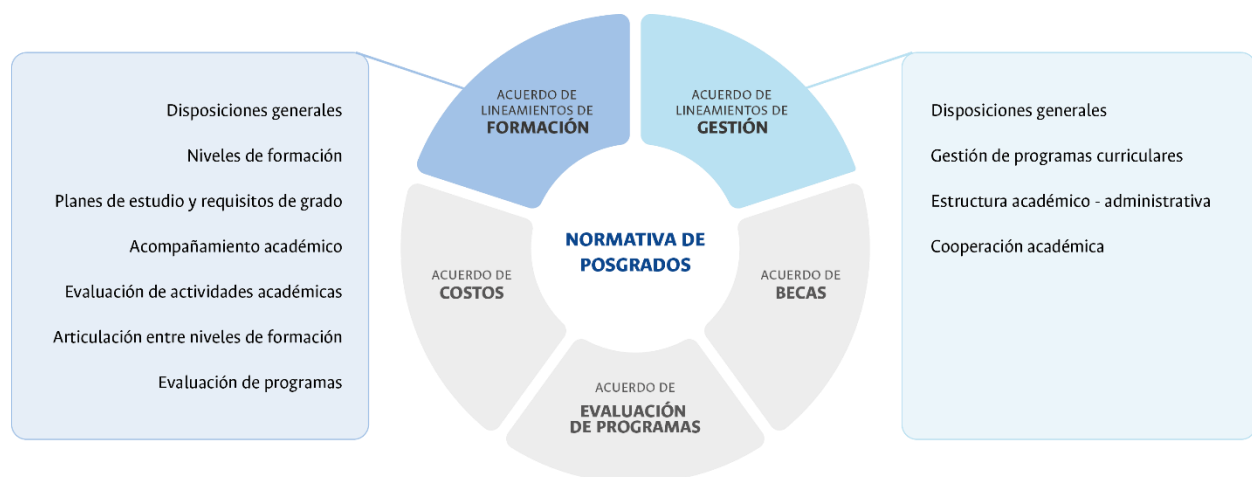 Disposiciones generales
Niveles de formación
Planes de estudio y requisitos de grado
Acompañamiento académico
Evaluación de actividades académicas
Articulación entre niveles de formación
Evaluación de programas
ACUERDO DE
LINEAMIENTOS DE
FORMACIÓN
ACUERDO DE
LINEAMIENTOS DE
GESTIÓN
NORMATIVA DE
POSGRADOS
ACUERDO DE
COSTOS
ACUERDO DE
BECAS
ACUERDO DE
EVALUACIÓN
DE PROGRAMAS
Disposiciones generales
Gestión de programas curriculares
Estructura académico - administrativa
Cooperación académica